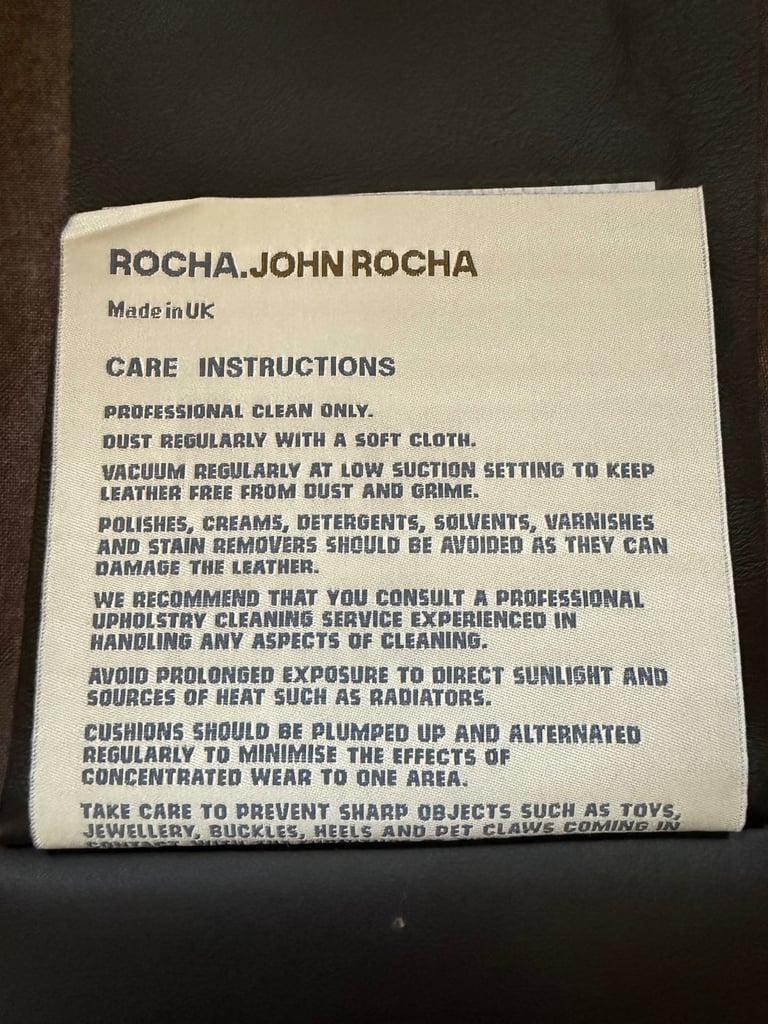 ROCHA.JOHN ROCHA
Made in UK
CARE INSTRUCTIONS
PROFESSIONAL CLEAN ONLY.
DUST REGULARLY WITH A SOFT CLOTH.
VACUUM REGULARLY AT LOW SUCTION SETTING TO KEEP
LEATHER FREE FROM DUST AND GRIME.
POLISHES, CREAMS, DETERGENTS, SOLVENTS, VARNISHES
AND STAIN REMOVERS SHOULD BE AVOIDED AS THEY CAN
DAMAGE THE LEATHER.
WE RECOMMEND THAT YOU CONSULT A PROFESSIONAL
UPHOLSTRY CLEANING SERVICE EXPERIENCED IN
HANDLING ANY ASPECTS OF CLEANING.
AVOID PROLONGED EXPOSURE TO DIRECT SUNLIGHT AND
SOURCES OF HEAT SUCH AS RADIATORS.
CUSHIONS SHOULD BE PLUMPED UP AND ALTERNATED
REGULARLY TO MINIMISE THE EFFECTS OF
CONCENTRATED WEAR TO ONE AREA.
TAKE CARE TO PREVENT SHARP OBJECTS SUCH AS TOYS,
JEWELLERY, BUCKLES, HEELS AND PET CLAWS COMING IN
CONTACT WITH THE